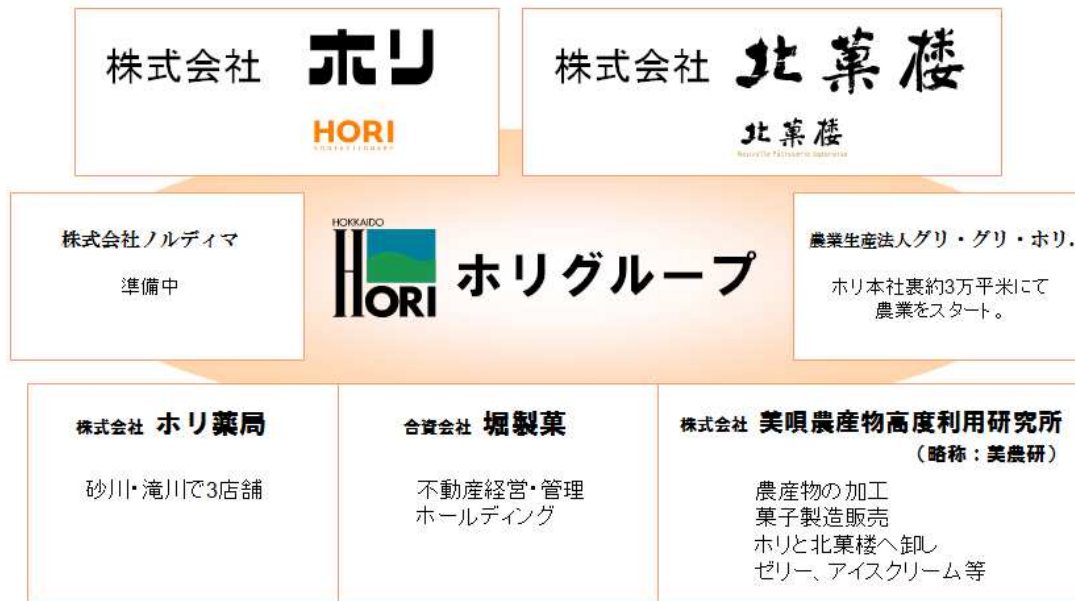 株式会社 ホリ
HORI
CONFECTIONERY
株式会社 北菓楼
北菓楼
Nouvelle Pâtisserie Japonaise
株式会社ノルディマ
準備中
HOKKAIDO
HORI
ホリグループ
農業生産法人グリ・グリ・ホリ.
ホリ本社裏約3万平米にて
農業をスタート。
株式会社 ホリ薬局
砂川・滝川で3店舗
合資会社 堀製菓
不動産経営・管理
ホールディング
株式会社 美唄農産物高度利用研究所
（略称：美農研）
農産物の加工
菓子製造販売
ホリと北菓楼へ卸し
ゼリー、アイスクリーム等